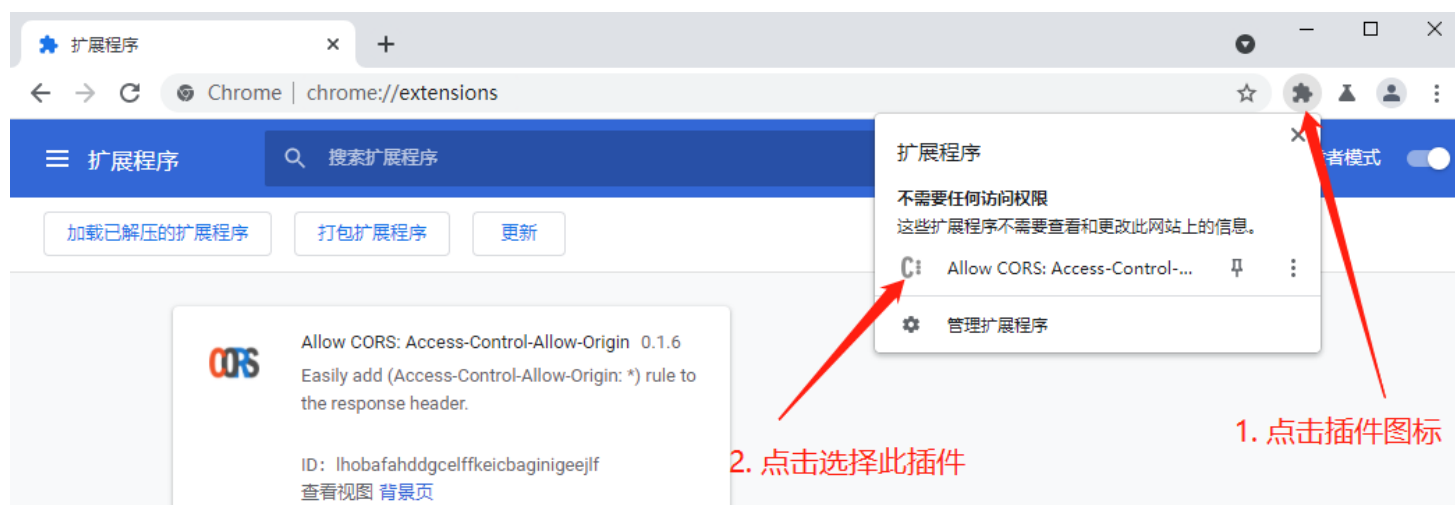 扩展程序
Chrome | chrome://extensions
扩展程序
搜索扩展程序
者模式
加载已解压的扩展程序
打包扩展程序
更新
扩展程序
不需要任何访问权限
这些扩展程序不需要查看和更改此网站上的信息。
Allow CORS: Access-Control-...
管理扩展程序
CORS
Allow CORS: Access-Control-Allow-Origin 0.1.6
Easily add (Access-Control-Allow-Origin: *) rule to
the response header.
ID: lhobafahddgcelffkeicbaginigeejlf
查看视图 背景页
1. 点击插件图标
2. 点击选择此插件